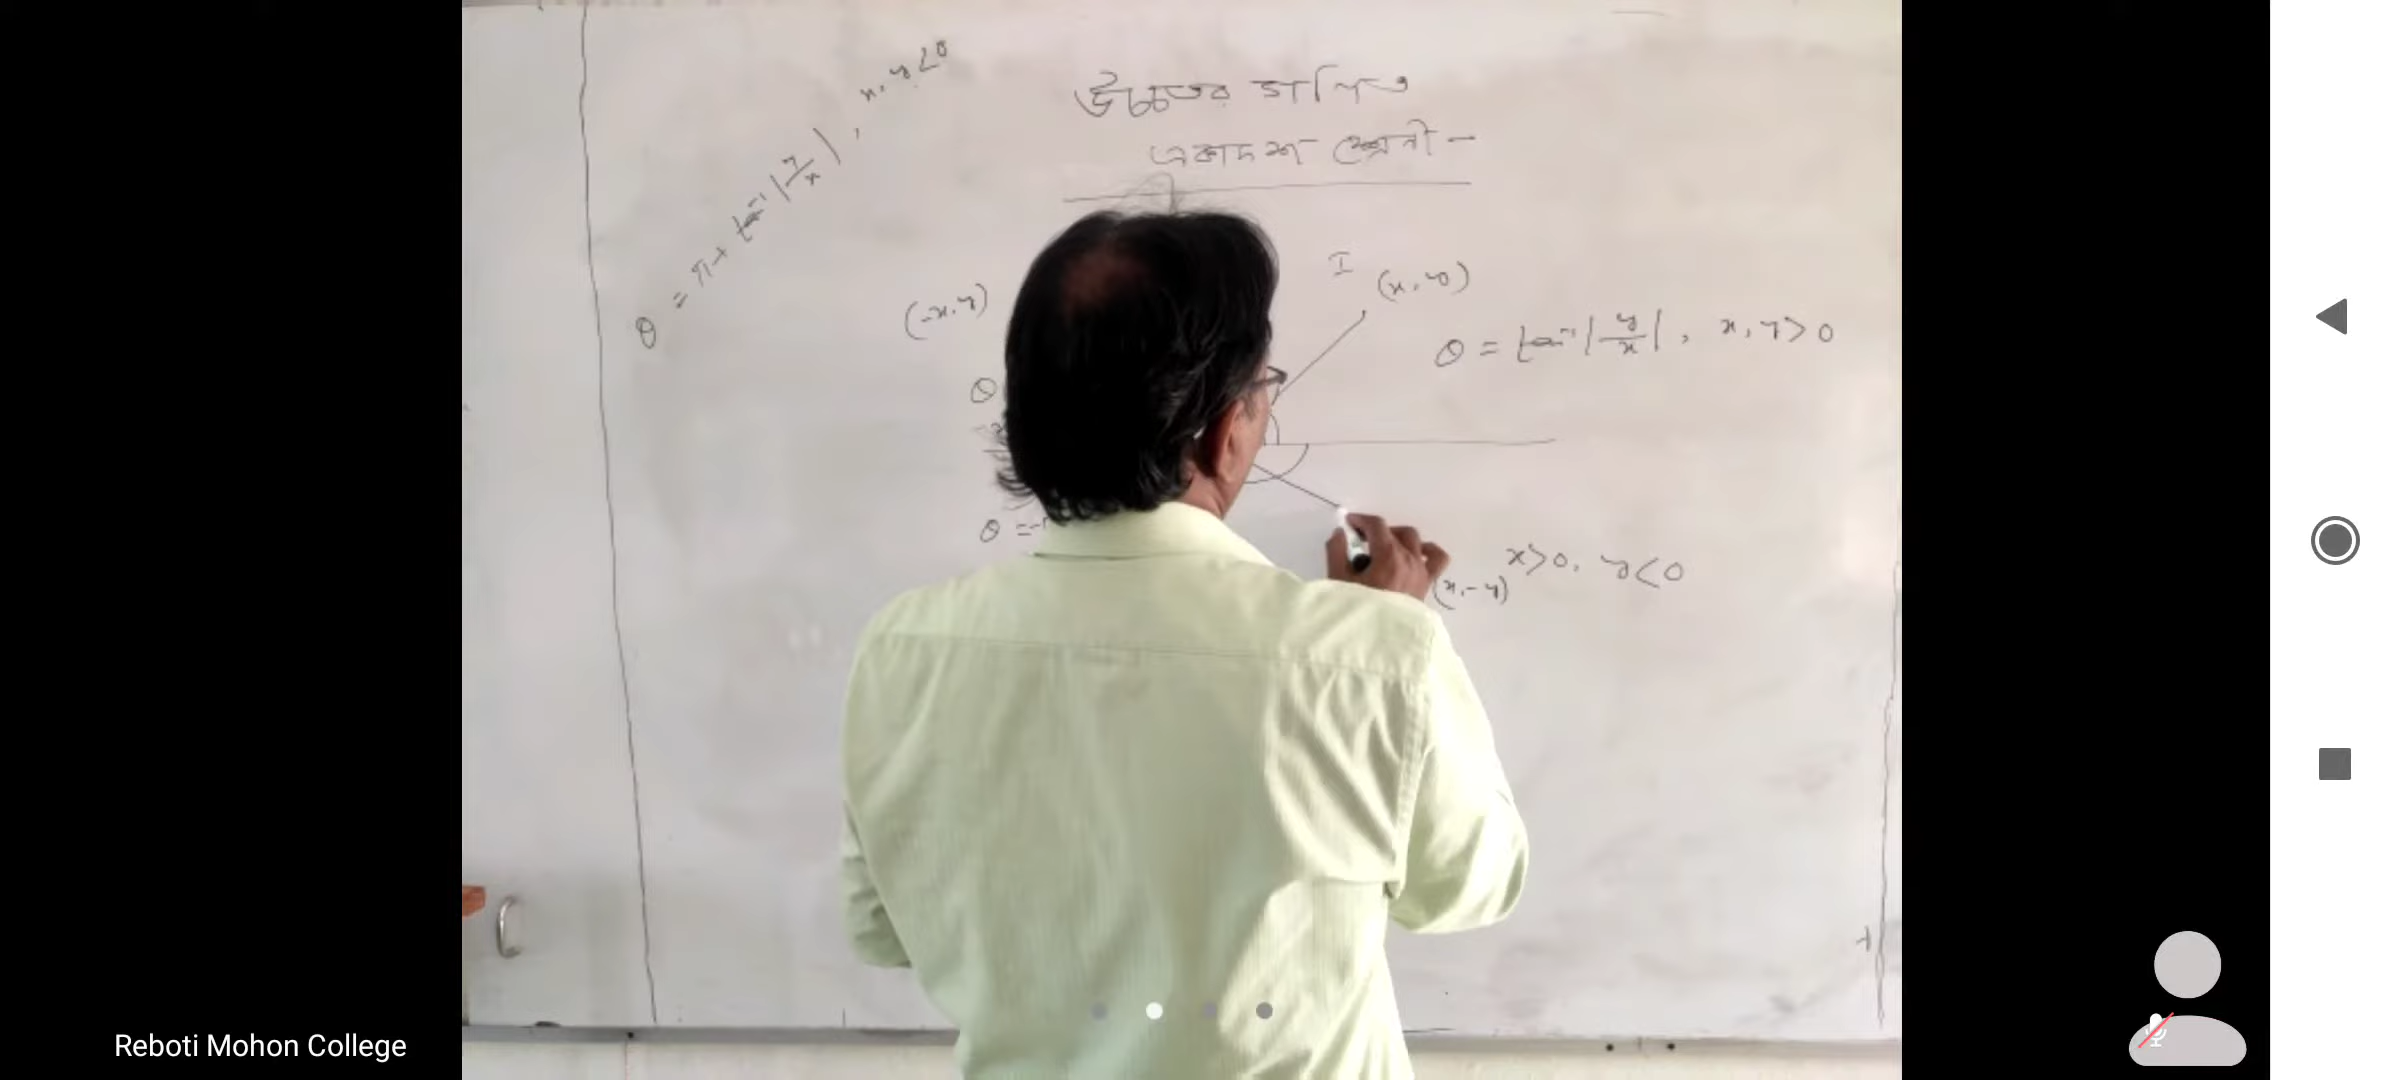 উচ্চতর গণিত
একাদশ শ্রেনী -
θ = π + tan⁻¹|y/x|, x, y < 0
I
(x, y)
(-x, y)
θ = tan⁻¹|y/x|, x, y > 0
θ
θ = -π
x > 0, y < 0
(x, -y)
Reboti Mohon College